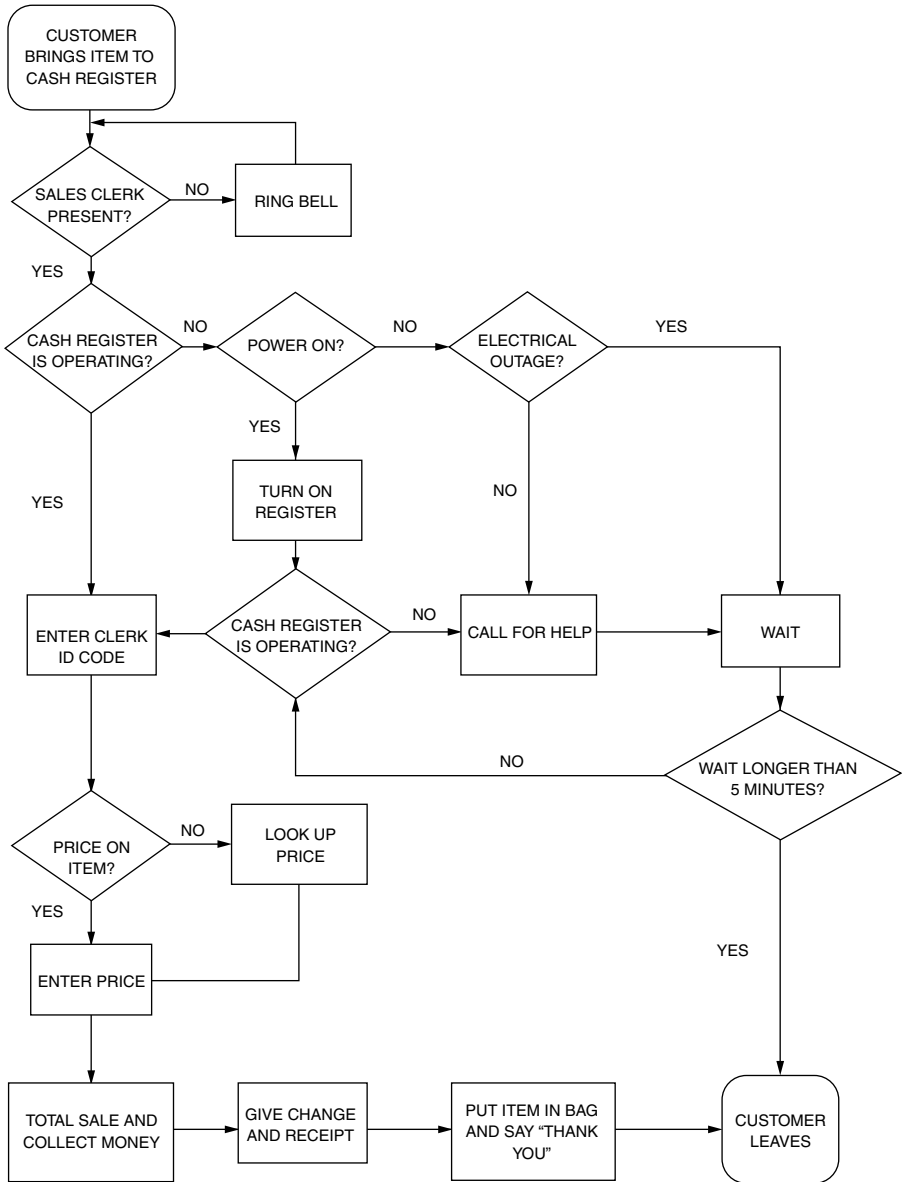 CUSTOMER
BRINGS ITEM TO
CASH REGISTER
SALES CLERK
PRESENT?
NO
RING BELL
YES
CASH REGISTER
IS OPERATING?
NO
POWER ON?
NO
ELECTRICAL
OUTAGE?
YES
YES
YES
TURN ON
REGISTER
NO
ENTER CLERK
ID CODE
CASH REGISTER
IS OPERATING?
NO
CALL FOR HELP
WAIT
NO
WAIT LONGER THAN
5 MINUTES?
PRICE ON
ITEM?
NO
LOOK UP
PRICE
YES
YES
ENTER PRICE
TOTAL SALE AND
COLLECT MONEY
GIVE CHANGE
AND RECEIPT
PUT ITEM IN BAG
AND SAY “THANK
YOU”
CUSTOMER
LEAVES